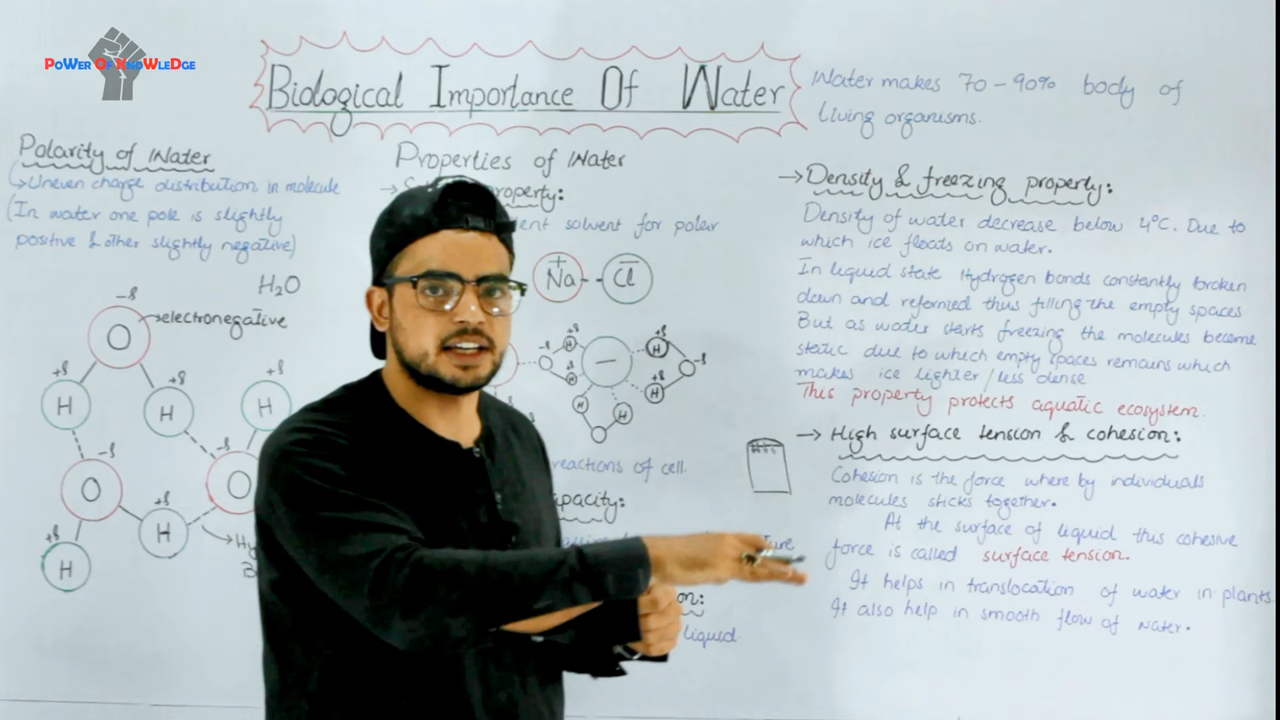 PoWer Of KnoWLeDge
Biological Importance Of Water
Water makes 70-90% body of
Living organisms.
Polarity of Water
Uneven charge distribution in molecule
(In water one pole is slightly
positive & other slightly negative)
H₂O
-δ
O
electronegative
+δ
H
+δ
H
+δ
H
-δ
O
-δ
O
+δ
H
+δ
H
Properties of Water
property:
solvent for polar
+
Na
-
Cl
+δ
H
-δ
+δ
H
-
+δ
H
-δ
H
+δ
H
H
reactions of cell.
liquid.
→ Density & freezing property:
Density of water decrease below 4°C. Due to
which ice floats on water.
In liquid state Hydrogen bonds constantly broken
down and reformed thus filling the empty spaces
But as water starts freezing the molecules become
static due to which empty spaces remains which
makes ice lighter/less dense
This property protects aquatic ecosystem.
→ High surface tension & cohesion:
Cohesion is the force where by individuals
molecules sticks together.
At the surface of liquid this cohesive
force is called surface tension.
It helps in translocation of water in plants
It also help in smooth flow of water.